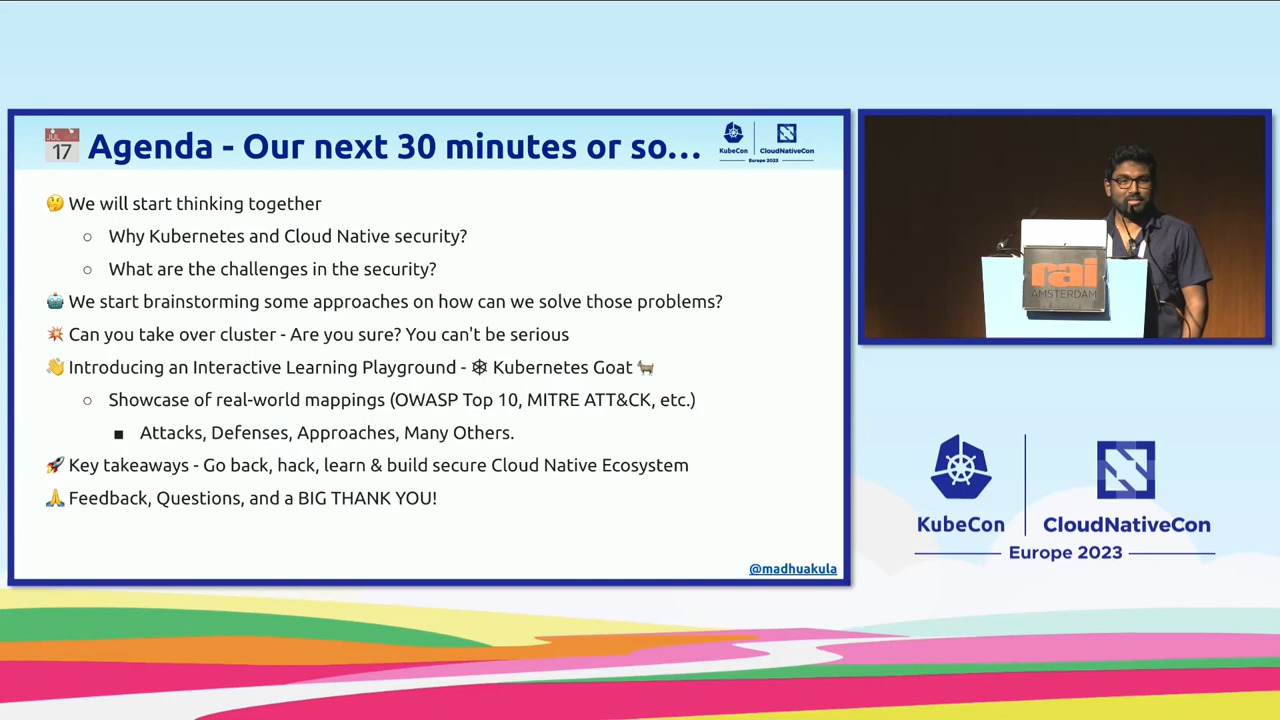 JUL
17
Agenda - Our next 30 minutes or so...
KubeCon
CloudNativeCon
Europe 2023
We will start thinking together
Why Kubernetes and Cloud Native security?
What are the challenges in the security?
We start brainstorming some approaches on how can we solve those problems?
Can you take over cluster - Are you sure? You can't be serious
Introducing an Interactive Learning Playground - Kubernetes Goat
Showcase of real-world mappings (OWASP Top 10, MITRE ATT&CK, etc.)
Attacks, Defenses, Approaches, Many Others.
Key takeaways - Go back, hack, learn & build secure Cloud Native Ecosystem
Feedback, Questions, and a BIG THANK YOU!
@madhuakula
rai
AMSTERDAM
KubeCon
CloudNativeCon
Europe 2023